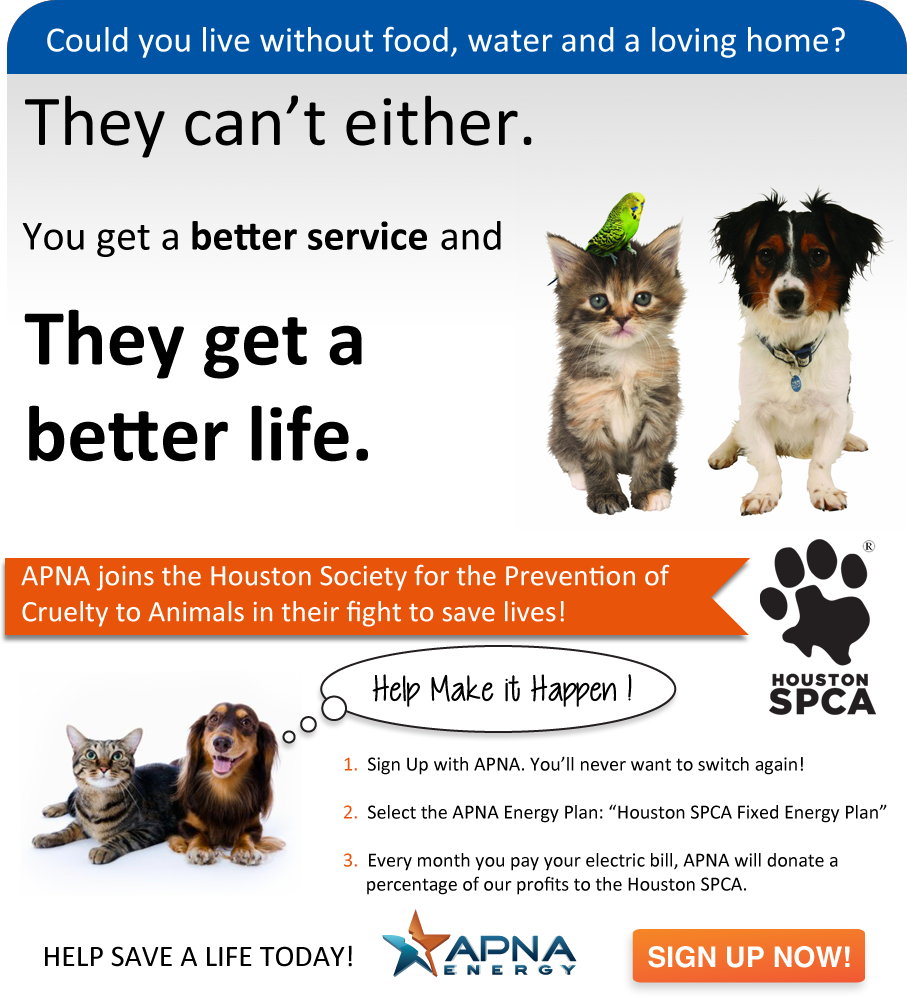 Could you live without food, water and a loving home?
They can't either.
You get a better service and
They get a
better life.
APNA joins the Houston Society for the Prevention of
Cruelty to Animals in their fight to save lives!
®
HOUSTON
SPCA
Help Make it Happen !
1. Sign Up with APNA. You'll never want to switch again!
2. Select the APNA Energy Plan: “Houston SPCA Fixed Energy Plan”
3. Every month you pay your electric bill, APNA will donate a
percentage of our profits to the Houston SPCA.
HELP SAVE A LIFE TODAY!
APNA
ENERGY
SIGN UP NOW!